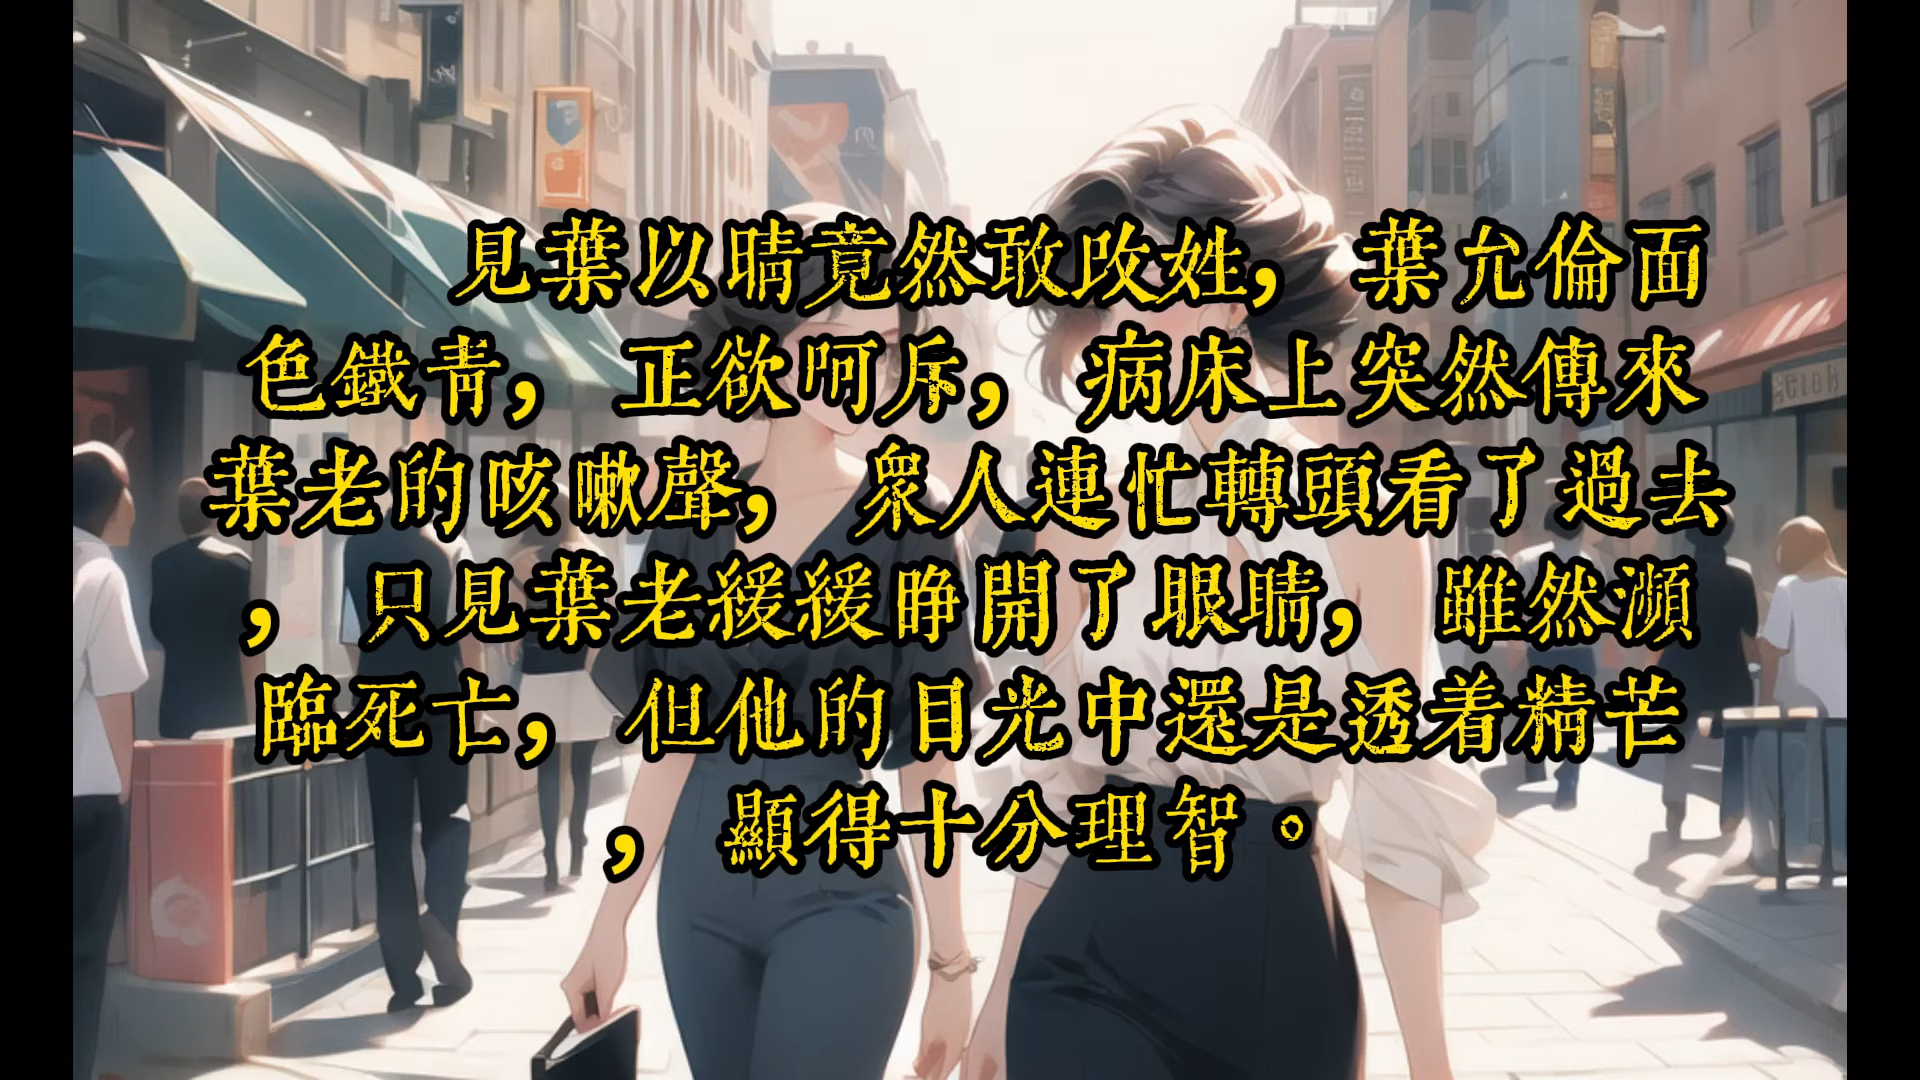 見葉以晴竟然敢改姓，葉允倫面
色鐵青，正欲呵斥，病床上突然傳來
葉老的咳嗽聲，衆人連忙轉頭看了過去
，只見葉老緩緩睜開了眼睛，雖然瀕
臨死亡，但他的目光中還是透着精芒
，顯得十分理智。